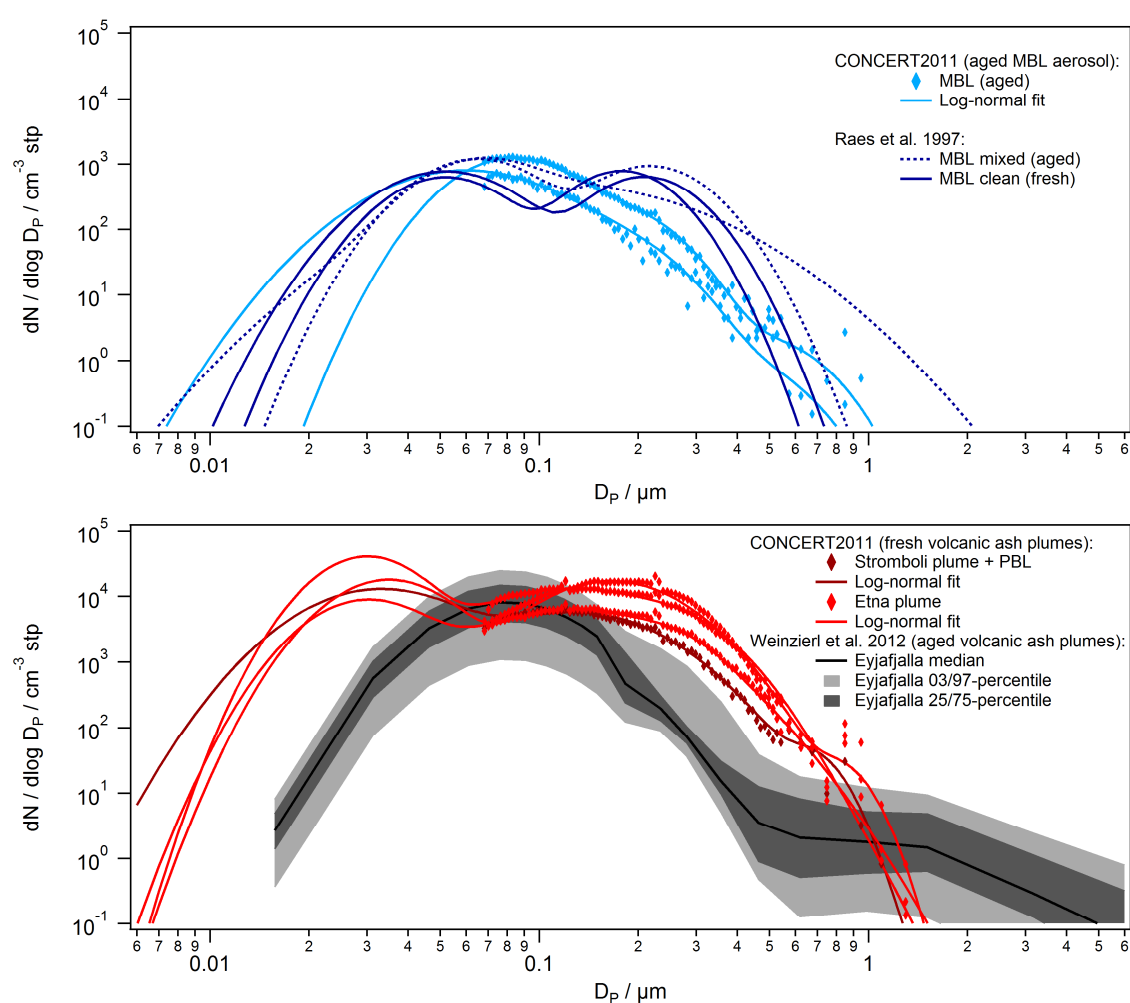 10^5
10^4
10^3
10^2
10^1
10^0
10^-1
dN / dlog D_P / cm^-3 stp
CONCERT2011 (aged MBL aerosol):
MBL (aged)
Log-normal fit
Raes et al. 1997:
MBL mixed (aged)
MBL clean (fresh)
6 7 8 9 0.01 2 3 4 5 6 7 8 9 0.1 2 3 4 5 6 7 8 9 1 2 3 4 5 6
D_P / µm
10^5
10^4
10^3
10^2
10^1
10^0
10^-1
dN / dlog D_P / cm^-3 stp
CONCERT2011 (fresh volcanic ash plumes):
Stromboli plume + PBL
Log-normal fit
Etna plume
Log-normal fit
Weinzierl et al. 2012 (aged volcanic ash plumes):
Eyjafjalla median
Eyjafjalla 03/97-percentile
Eyjafjalla 25/75-percentile
6 7 8 9 0.01 2 3 4 5 6 7 8 9 0.1 2 3 4 5 6 7 8 9 1 2 3 4 5 6
D_P / µm